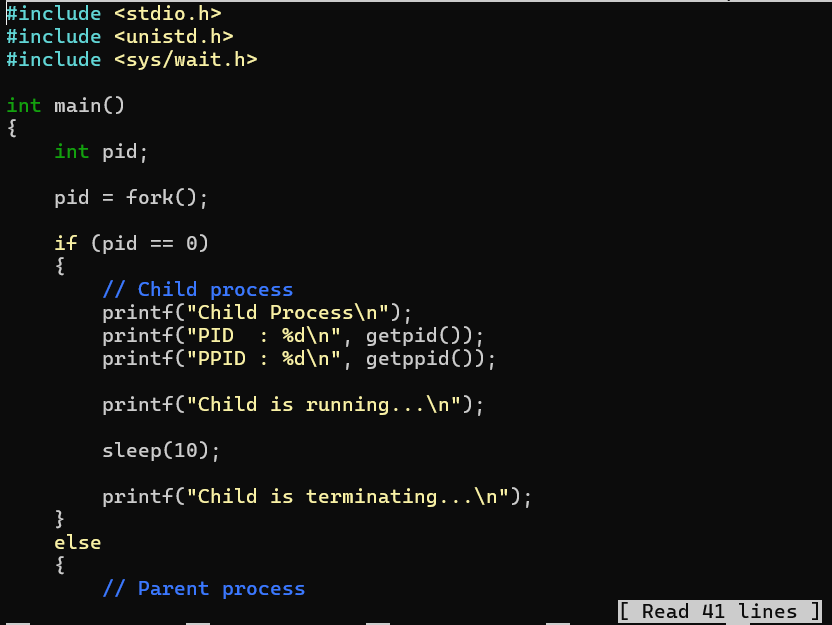 #include <stdio.h>
#include <unistd.h>
#include <sys/wait.h>

int main()
{
    int pid;

    pid = fork();

    if (pid == 0)
    {
        // Child process
        printf("Child Process\n");
        printf("PID  : %d\n", getpid());
        printf("PPID : %d\n", getppid());

        printf("Child is running...\n");

        sleep(10);

        printf("Child is terminating...\n");
    }
    else
    {
        // Parent process
[ Read 41 lines ]